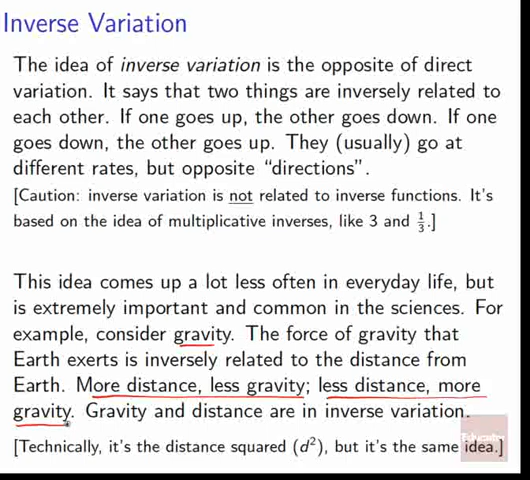 Inverse Variation
The idea of inverse variation is the opposite of direct
variation. It says that two things are inversely related to
each other. If one goes up, the other goes down. If one
goes down, the other goes up. They (usually) go at
different rates, but opposite “directions”.
[Caution: inverse variation is not related to inverse functions. It's
based on the idea of multiplicative inverses, like 3 and 1/3.]
This idea comes up a lot less often in everyday life, but
is extremely important and common in the sciences. For
example, consider gravity. The force of gravity that
Earth exerts is inversely related to the distance from
Earth. More distance, less gravity; less distance, more
gravity. Gravity and distance are in inverse variation.
[Technically, it's the distance squared (d²), but it's the same idea.]